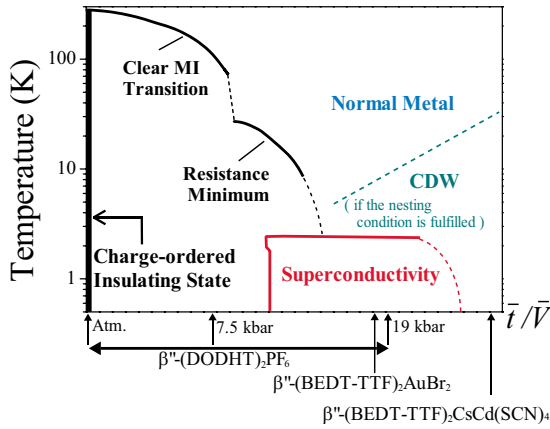 Temperature (K)
100
10
1
Clear MI
Transition
Normal Metal
Resistance
Minimum
CDW
( if the nesting
condition is fulfilled )
Charge-ordered
Insulating State
Superconductivity
t̄ /V̄
Atm.
7.5 kbar
19 kbar
β"-(DODHT)₂PF₆
β"-(BEDT-TTF)₂AuBr₂
β"-(BEDT-TTF)₂CsCd(SCN)₄